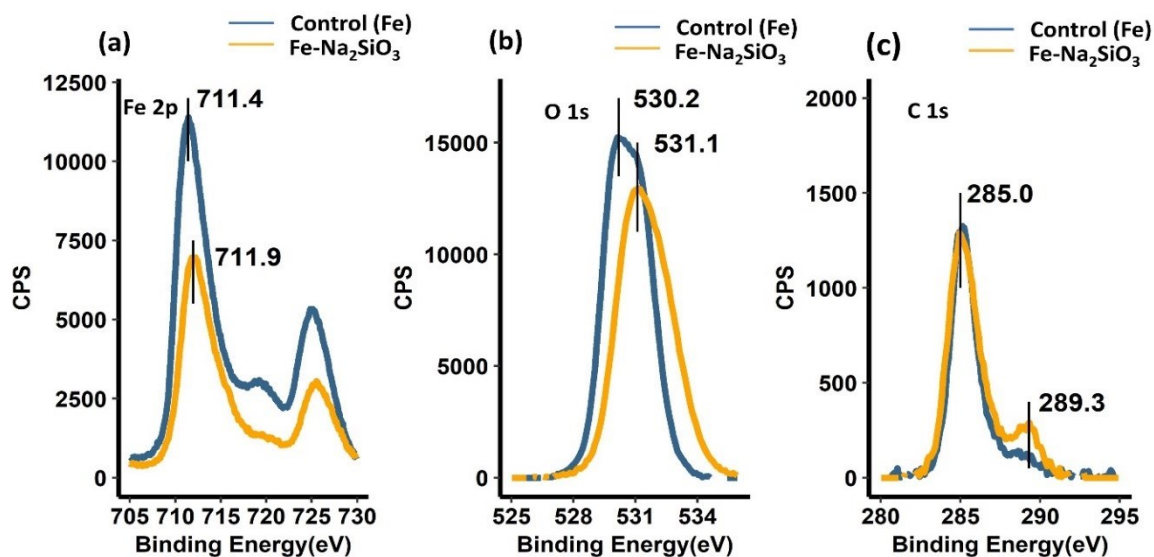 (a)
Control (Fe)
Fe-Na₂SiO₃
12500
10000
7500
5000
2500
0
CPS
Fe 2p
711.4
711.9
705 710 715 720 725 730
Binding Energy(eV)
(b)
Control (Fe)
Fe-Na₂SiO₃
15000
10000
5000
0
CPS
O 1s
530.2
531.1
525 528 531 534
Binding Energy(eV)
(c)
Control (Fe)
Fe-Na₂SiO₃
2000
1500
1000
500
0
CPS
C 1s
285.0
289.3
280 285 290 295
Binding Energy(eV)